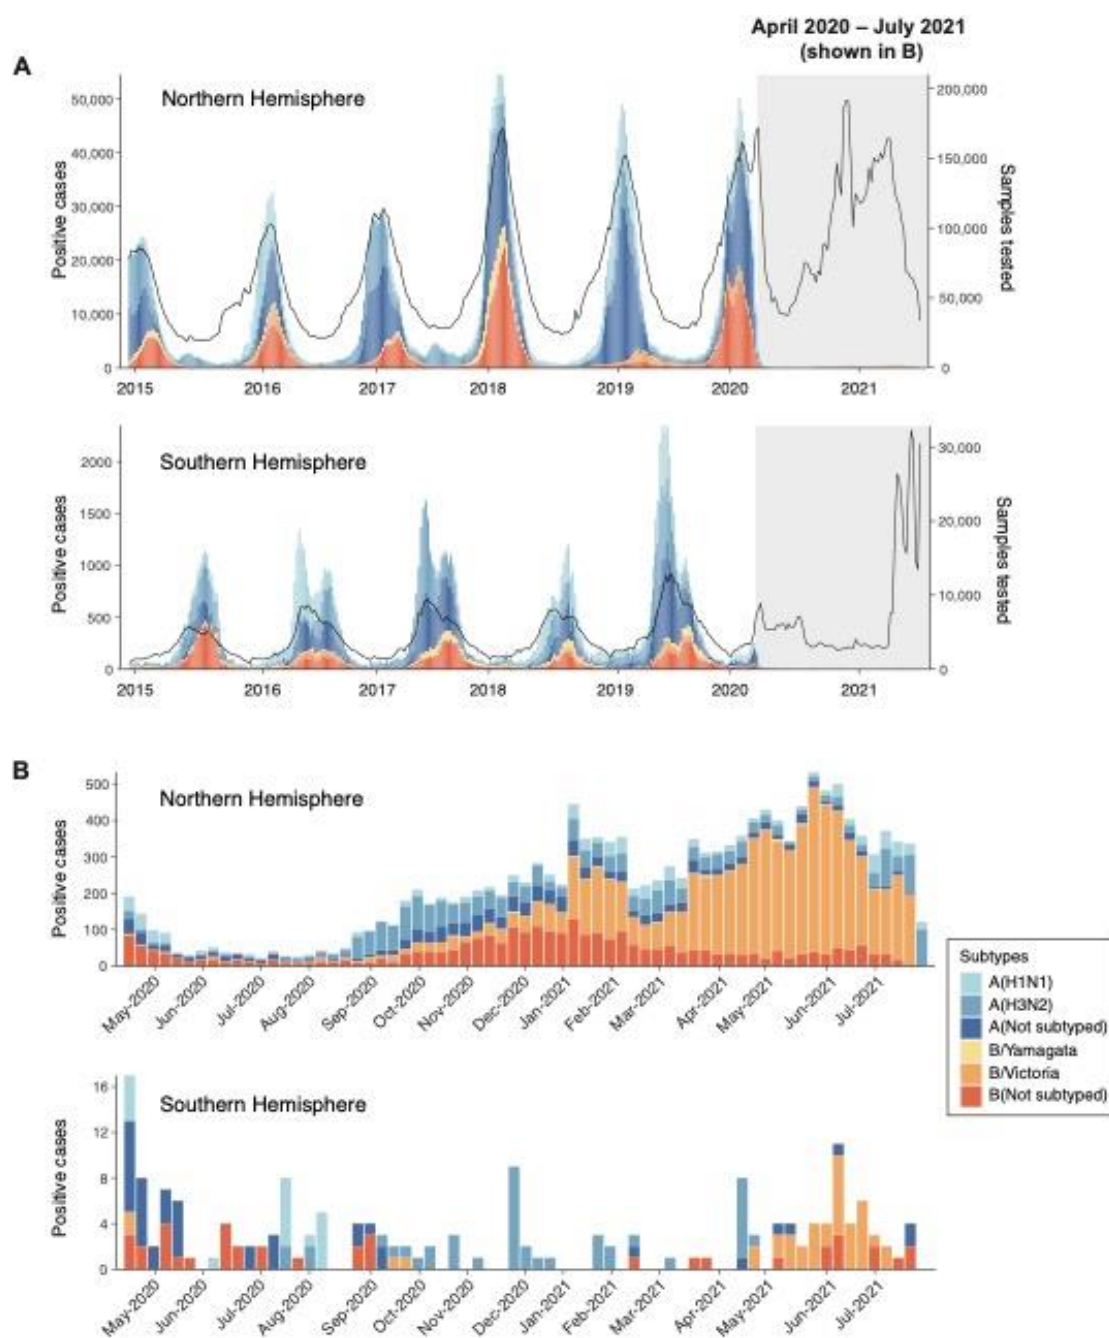 April 2020 – July 2021
(shown in B)
A
Northern Hemisphere
Positive cases
50,000
40,000
30,000
20,000
10,000
0
200,000
150,000
100,000
50,000
0
Samples tested
2015 2016 2017 2018 2019 2020 2021
Southern Hemisphere
Positive cases
2000
1500
1000
500
0
30,000
20,000
10,000
0
Samples tested
2015 2016 2017 2018 2019 2020 2021
B
Northern Hemisphere
Positive cases
500
400
300
200
100
0
May-2020 Jun-2020 Jul-2020 Aug-2020 Sep-2020 Oct-2020 Nov-2020 Dec-2020 Jan-2021 Feb-2021 Mar-2021 Apr-2021 May-2021 Jun-2021 Jul-2021
Subtypes
A(H1N1)
A(H3N2)
A(Not subtyped)
B/Yamagata
B/Victoria
B(Not subtyped)
Southern Hemisphere
Positive cases
16
12
8
4
0
May-2020 Jun-2020 Jul-2020 Aug-2020 Sep-2020 Oct-2020 Nov-2020 Dec-2020 Jan-2021 Feb-2021 Mar-2021 Apr-2021 May-2021 Jun-2021 Jul-2021